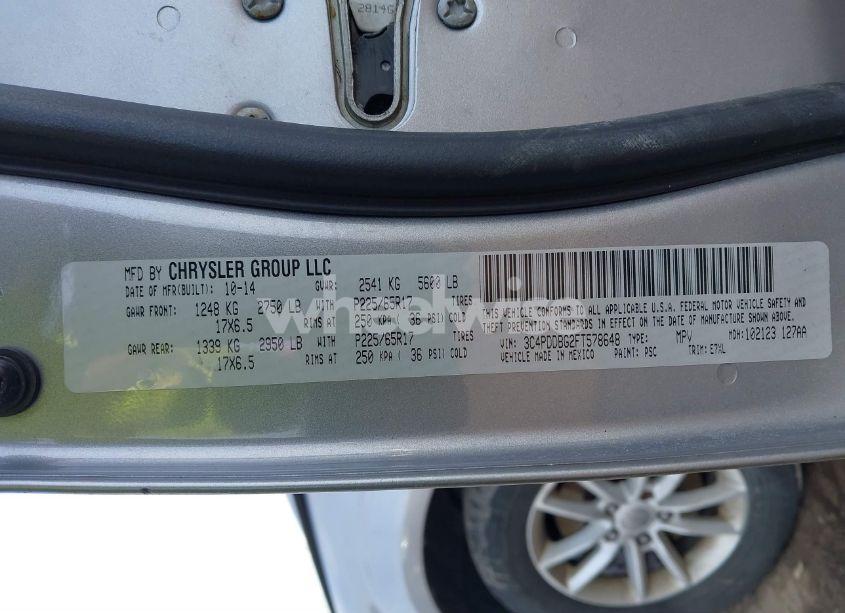 2814G
MFD BY CHRYSLER GROUP LLC
DATE OF MFR(BUILT): 10-14 GVWR: 2541 KG 5600 LB
GAWR FRONT: 1248 KG 2750 LB WITH P225/65R17 TIRES
17X6.5 RIMS AT 250 KPA ( 36 PSI) COLD
GAWR REAR: 1339 KG 2950 LB WITH P225/65R17 TIRES
17X6.5 RIMS AT 250 KPA ( 36 PSI) COLD
THIS VEHICLE CONFORMS TO ALL APPLICABLE U.S.A. FEDERAL MOTOR VEHICLE SAFETY AND
THEFT PREVENTION STANDARDS IN EFFECT ON THE DATE OF MANUFACTURE SHOWN ABOVE.
VIN: 3C4PDDBG2FT578648 TYPE: MPV MDH: 102123 127AA
VEHICLE MADE IN MEXICO PAINT: PSC TRIM: E7XL
wheelwire